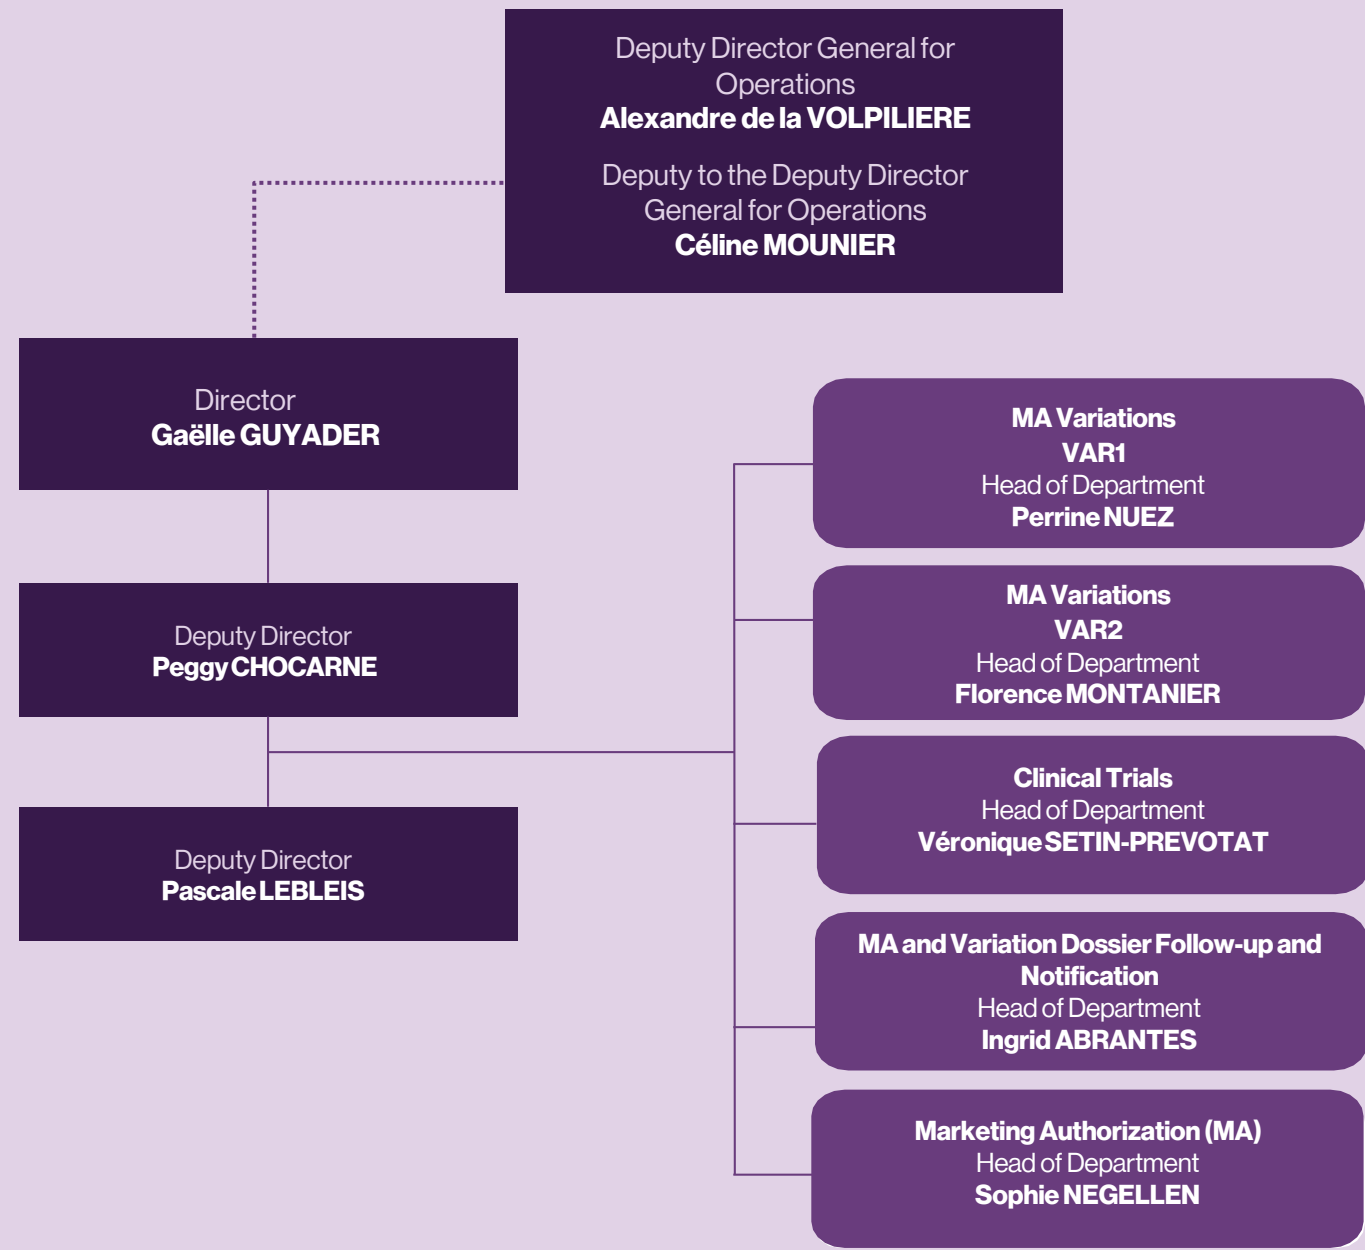 Deputy Director General for
Operations
Alexandre de la VOLPILIERE
Deputy to the Deputy Director
General for Operations
Céline MOUNIER
Director
Gaëlle GUYADER
Deputy Director
Peggy CHOCARNE
Deputy Director
Pascale LEBLEIS
MA Variations
VAR1
Head of Department
Perrine NUEZ
MA Variations
VAR2
Head of Department
Florence MONTANIER
Clinical Trials
Head of Department
Véronique SETIN-PREVOTAT
MA and Variation Dossier Follow-up and
Notification
Head of Department
Ingrid ABRANTES
Marketing Authorization (MA)
Head of Department
Sophie NEGELLEN